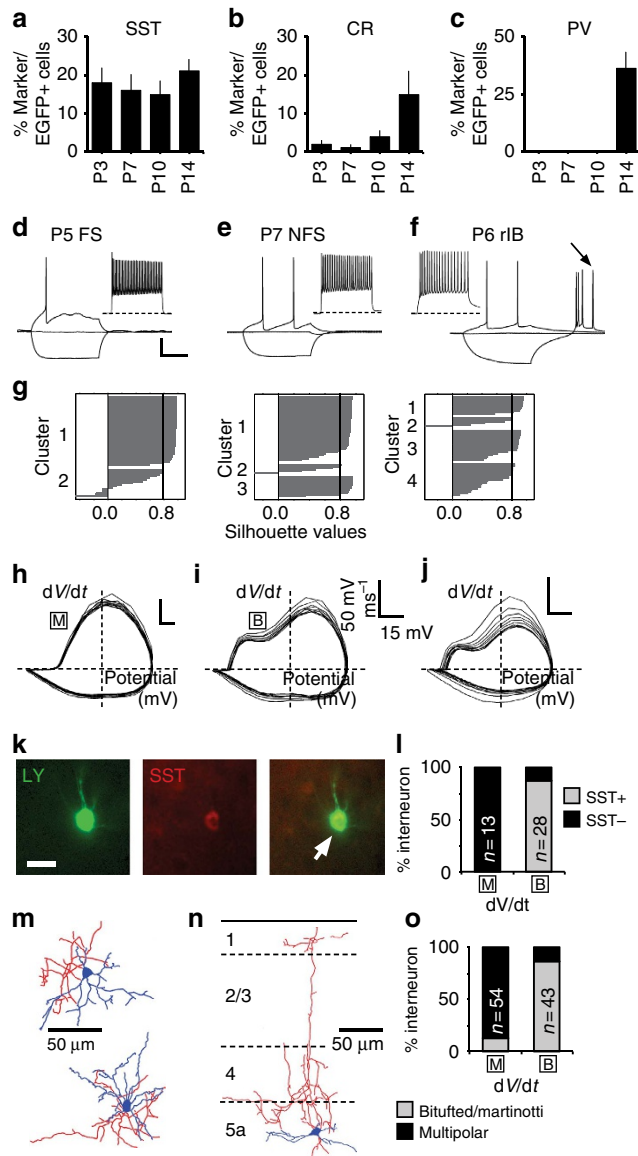 a
SST
% Marker/
EGFP+ cells
30
20
10
0
P3
P7
P10
P14
b
CR
% Marker/
EGFP+ cells
30
20
10
0
P3
P7
P10
P14
c
PV
% Marker/
EGFP+ cells
50
25
0
P3
P7
P10
P14
d
P5 FS
e
P7 NFS
f
P6 rIB
g
Cluster
1
2
0.0
0.8
Cluster
1
2
3
0.0
0.8
Cluster
1
2
3
4
0.0
0.8
Silhouette values
h
dV/dt
M
Potential
(mV)
i
dV/dt
B
Potential
(mV)
50 mV
ms−1
15 mV
j
dV/dt
Potential
(mV)
k
LY
SST
l
% interneuron
100
50
0
n = 13
n = 28
M
B
dV/dt
SST+
SST−
m
50 µm
n
1
2/3
4
5a
50 µm
o
% interneuron
100
50
0
n = 54
n = 43
M
B
dV/dt
Bitufted/martinotti
Multipolar